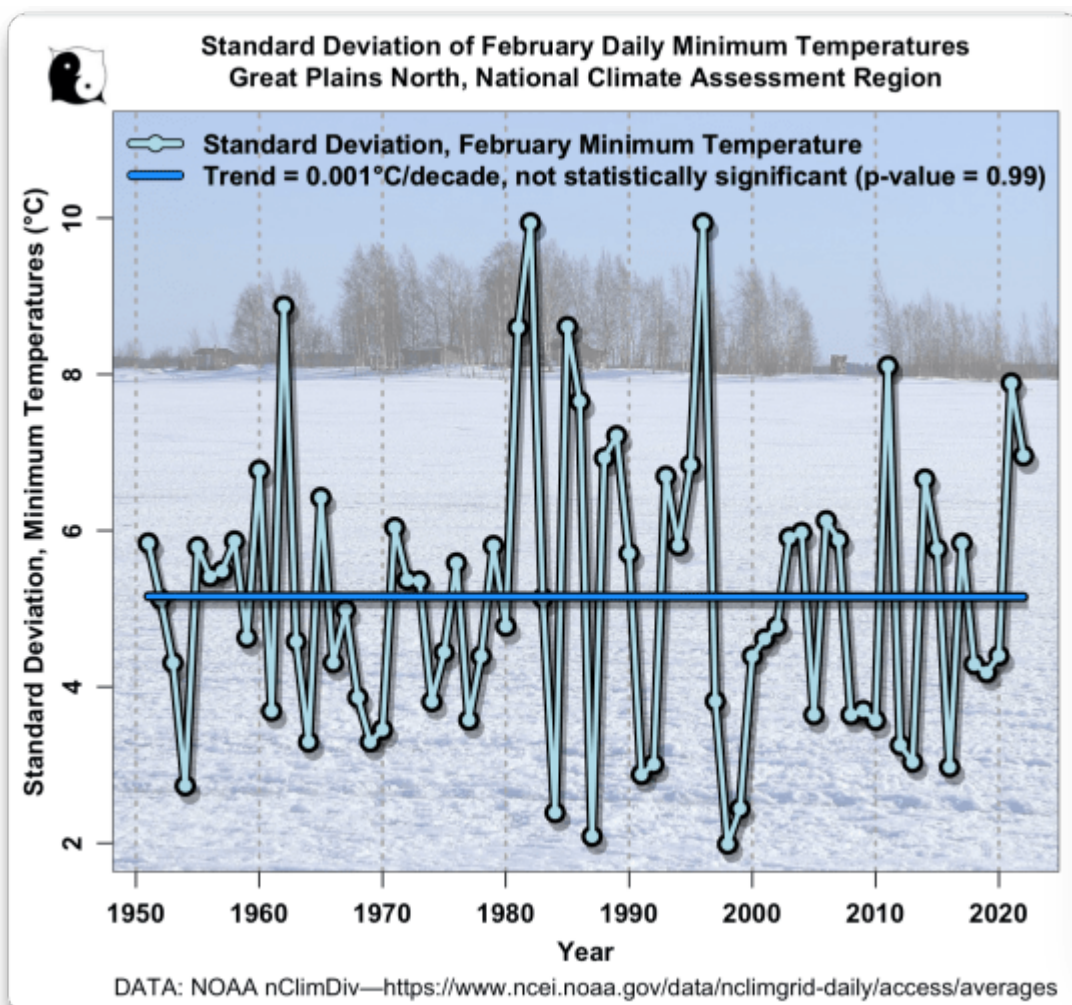 Standard Deviation of February Daily Minimum Temperatures
Great Plains North, National Climate Assessment Region
Standard Deviation, February Minimum Temperature
Trend = 0.001°C/decade, not statistically significant (p-value = 0.99)
Standard Deviation, Minimum Temperatures (°C)
10
8
6
4
2
1950 1960 1970 1980 1990 2000 2010 2020
Year
DATA: NOAA nClimDiv—https://www.ncei.noaa.gov/data/nclimgrid-daily/access/averages